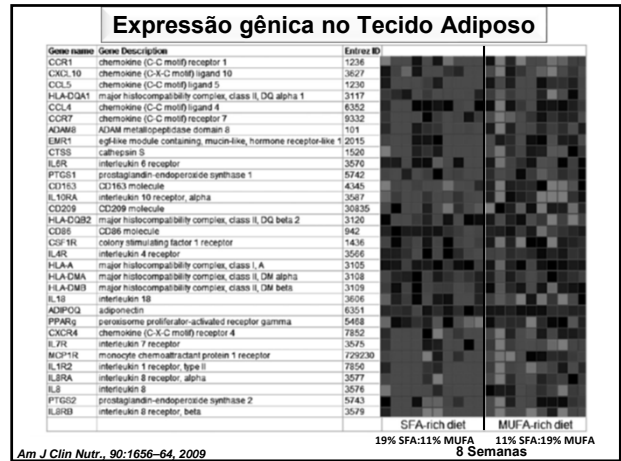 Expressão gênica no Tecido Adiposo
Gene name Gene Description Entrez ID
CCR1 chemokine (C-C motif) receptor 1 1236
CXCL10 chemokine (C-X-C motif) ligand 10 3627
CCL5 chemokine (C-C motif) ligand 5 1230
HLA-DQA1 major histocompatibility complex, class II, DQ alpha 1 3117
CCL4 chemokine (C-C motif) ligand 4 6352
CCR7 chemokine (C-C motif) receptor 7 9332
ADAM8 ADAM metallopeptidase domain 8 101
EMR1 egf-like module containing, mucin-like, hormone receptor-like 1 2015
CTSS cathepsin S 1520
IL6R interleukin 6 receptor 3570
PTGS1 prostaglandin-endoperoxide synthase 1 5742
CD163 CD163 molecule 4345
IL10RA interleukin 10 receptor, alpha 3587
CD209 CD209 molecule 30835
HLA-DQB2 major histocompatibility complex, class II, DQ beta 2 3120
CD86 CD86 molecule 942
CSF1R colony stimulating factor 1 receptor 1436
IL4R interleukin 4 receptor 3566
HLA-A major histocompatibility complex, class I, A 3105
HLA-DMA major histocompatibility complex, class II, DM alpha 3108
HLA-DMB major histocompatibility complex, class II, DM beta 3109
IL18 interleukin 18 3606
ADIPOQ adiponectin 6351
PPARg peroxisome proliferator-activated receptor gamma 5468
CXCR4 chemokine (C-X-C motif) receptor 4 7852
IL7R interleukin 7 receptor 3575
MCP1R monocyte chemoattractant protein 1 receptor 729230
IL1R2 interleukin 1 receptor, type II 7850
IL8RA interleukin 8 receptor, alpha 3577
IL8 interleukin 8 3576
PTGS2 prostaglandin-endoperoxide synthase 2 5743
IL8RB interleukin 8 receptor, beta 3579
SFA-rich diet MUFA-rich diet
19% SFA:11% MUFA 11% SFA:19% MUFA
8 Semanas
Am J Clin Nutr., 90:1656–64, 2009